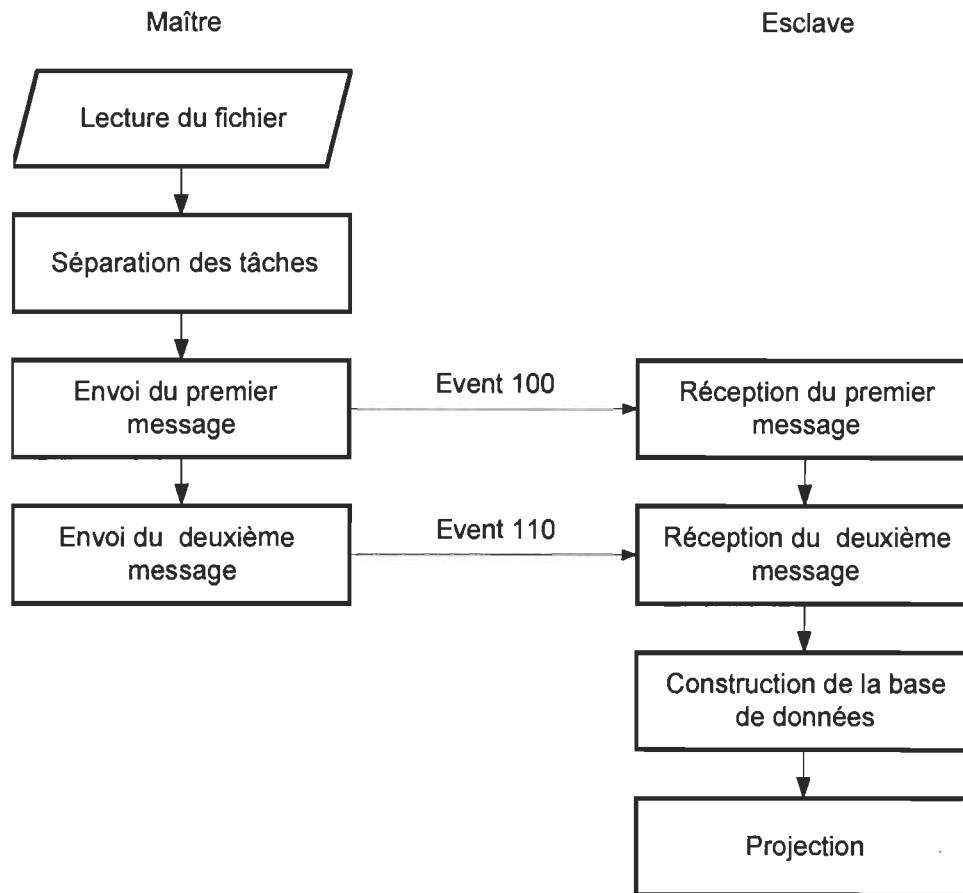 Maître
Esclave
Lecture du fichier
Séparation des tâches
Envoi du premier
message
Event 100
Réception du premier
message
Envoi du deuxième
message
Event 110
Réception du deuxième
message
Construction de la base
de données
Projection